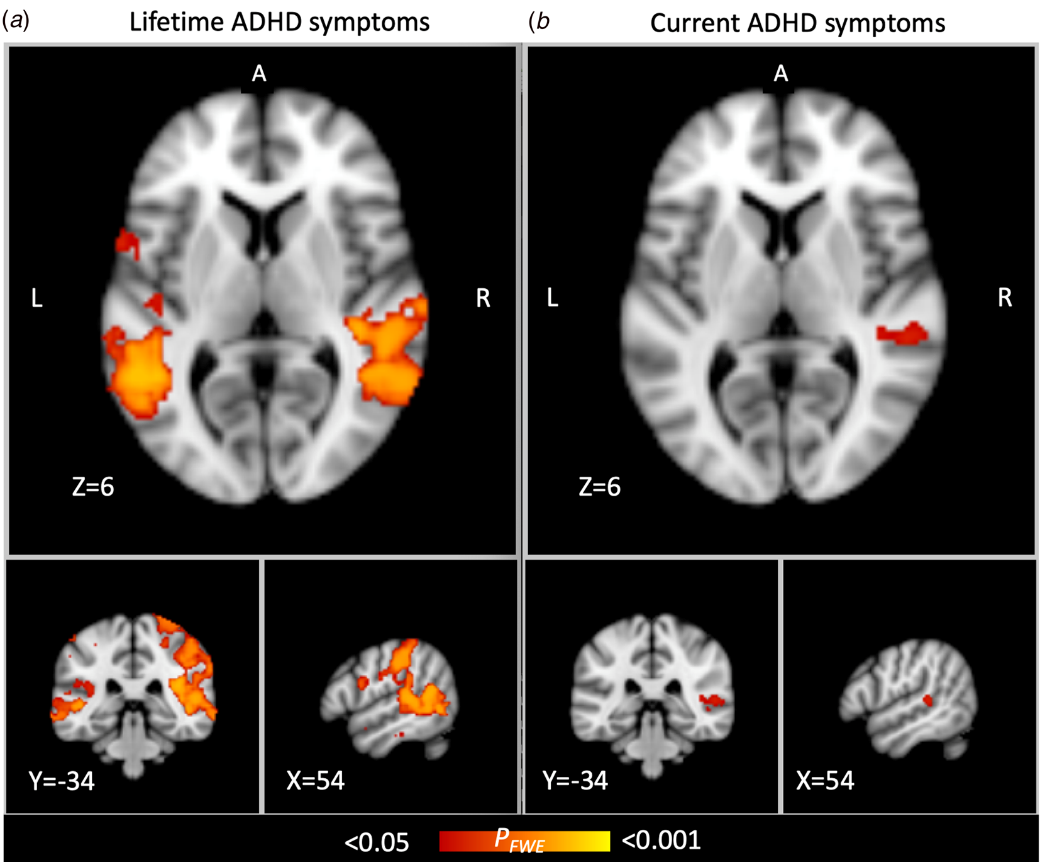 (a) Lifetime ADHD symptoms
A
L
R
Z=6
Y=-34
X=54
(b Current ADHD symptoms
A
L
R
Z=6
Y=-34
X=54
<0.05 PFWE <0.001